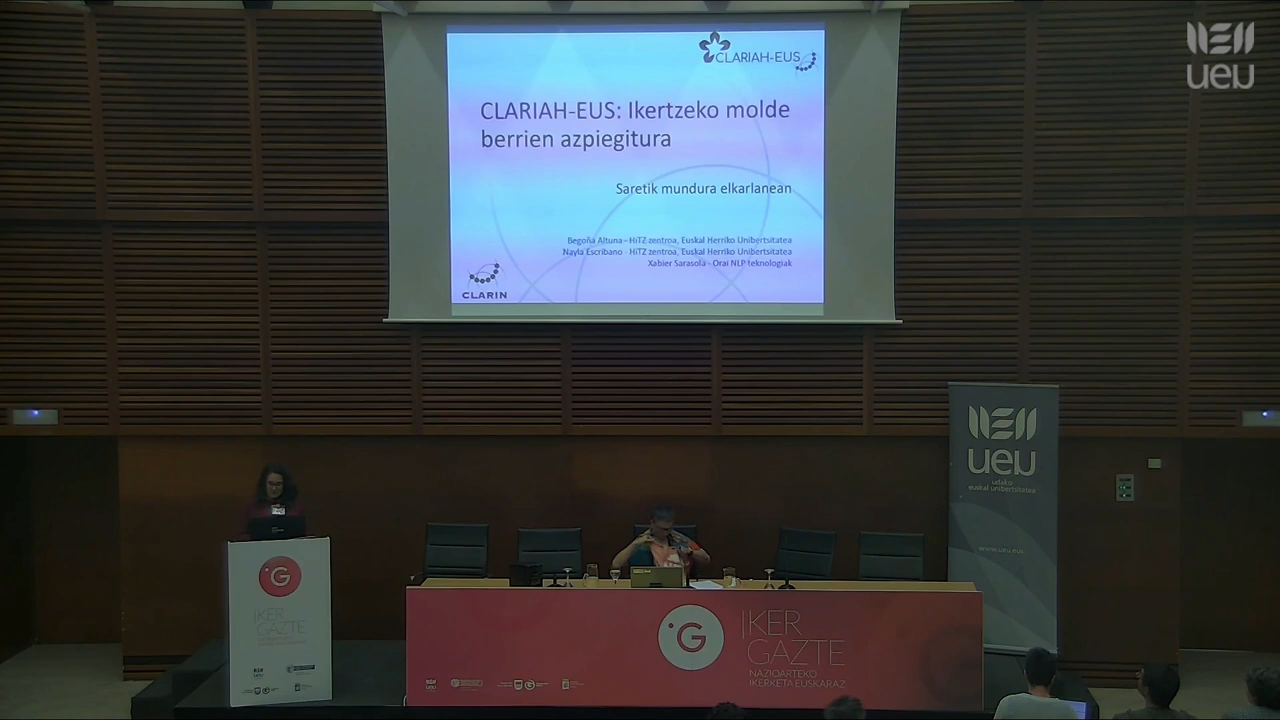 CLARIAH-EUS
CLARIAH-EUS: Ikertzeko molde
berrien azpiegitura
Saretik mundura elkarlanean
Begoña Altuna - HiTZ zentroa, Euskal Herriko Unibertsitatea
Nayla Escribano - HiTZ zentroa, Euskal Herriko Unibertsitatea
Xabier Sarasola - Orai NLP teknologiak
CLARIN
ueu
ueu
udako
euskal unibertsitatea
www.ueu.eus
G
IKER
GAZTE
G
IKER
GAZTE
NAZIOARTEKO
IKERKETA EUSKARAZ